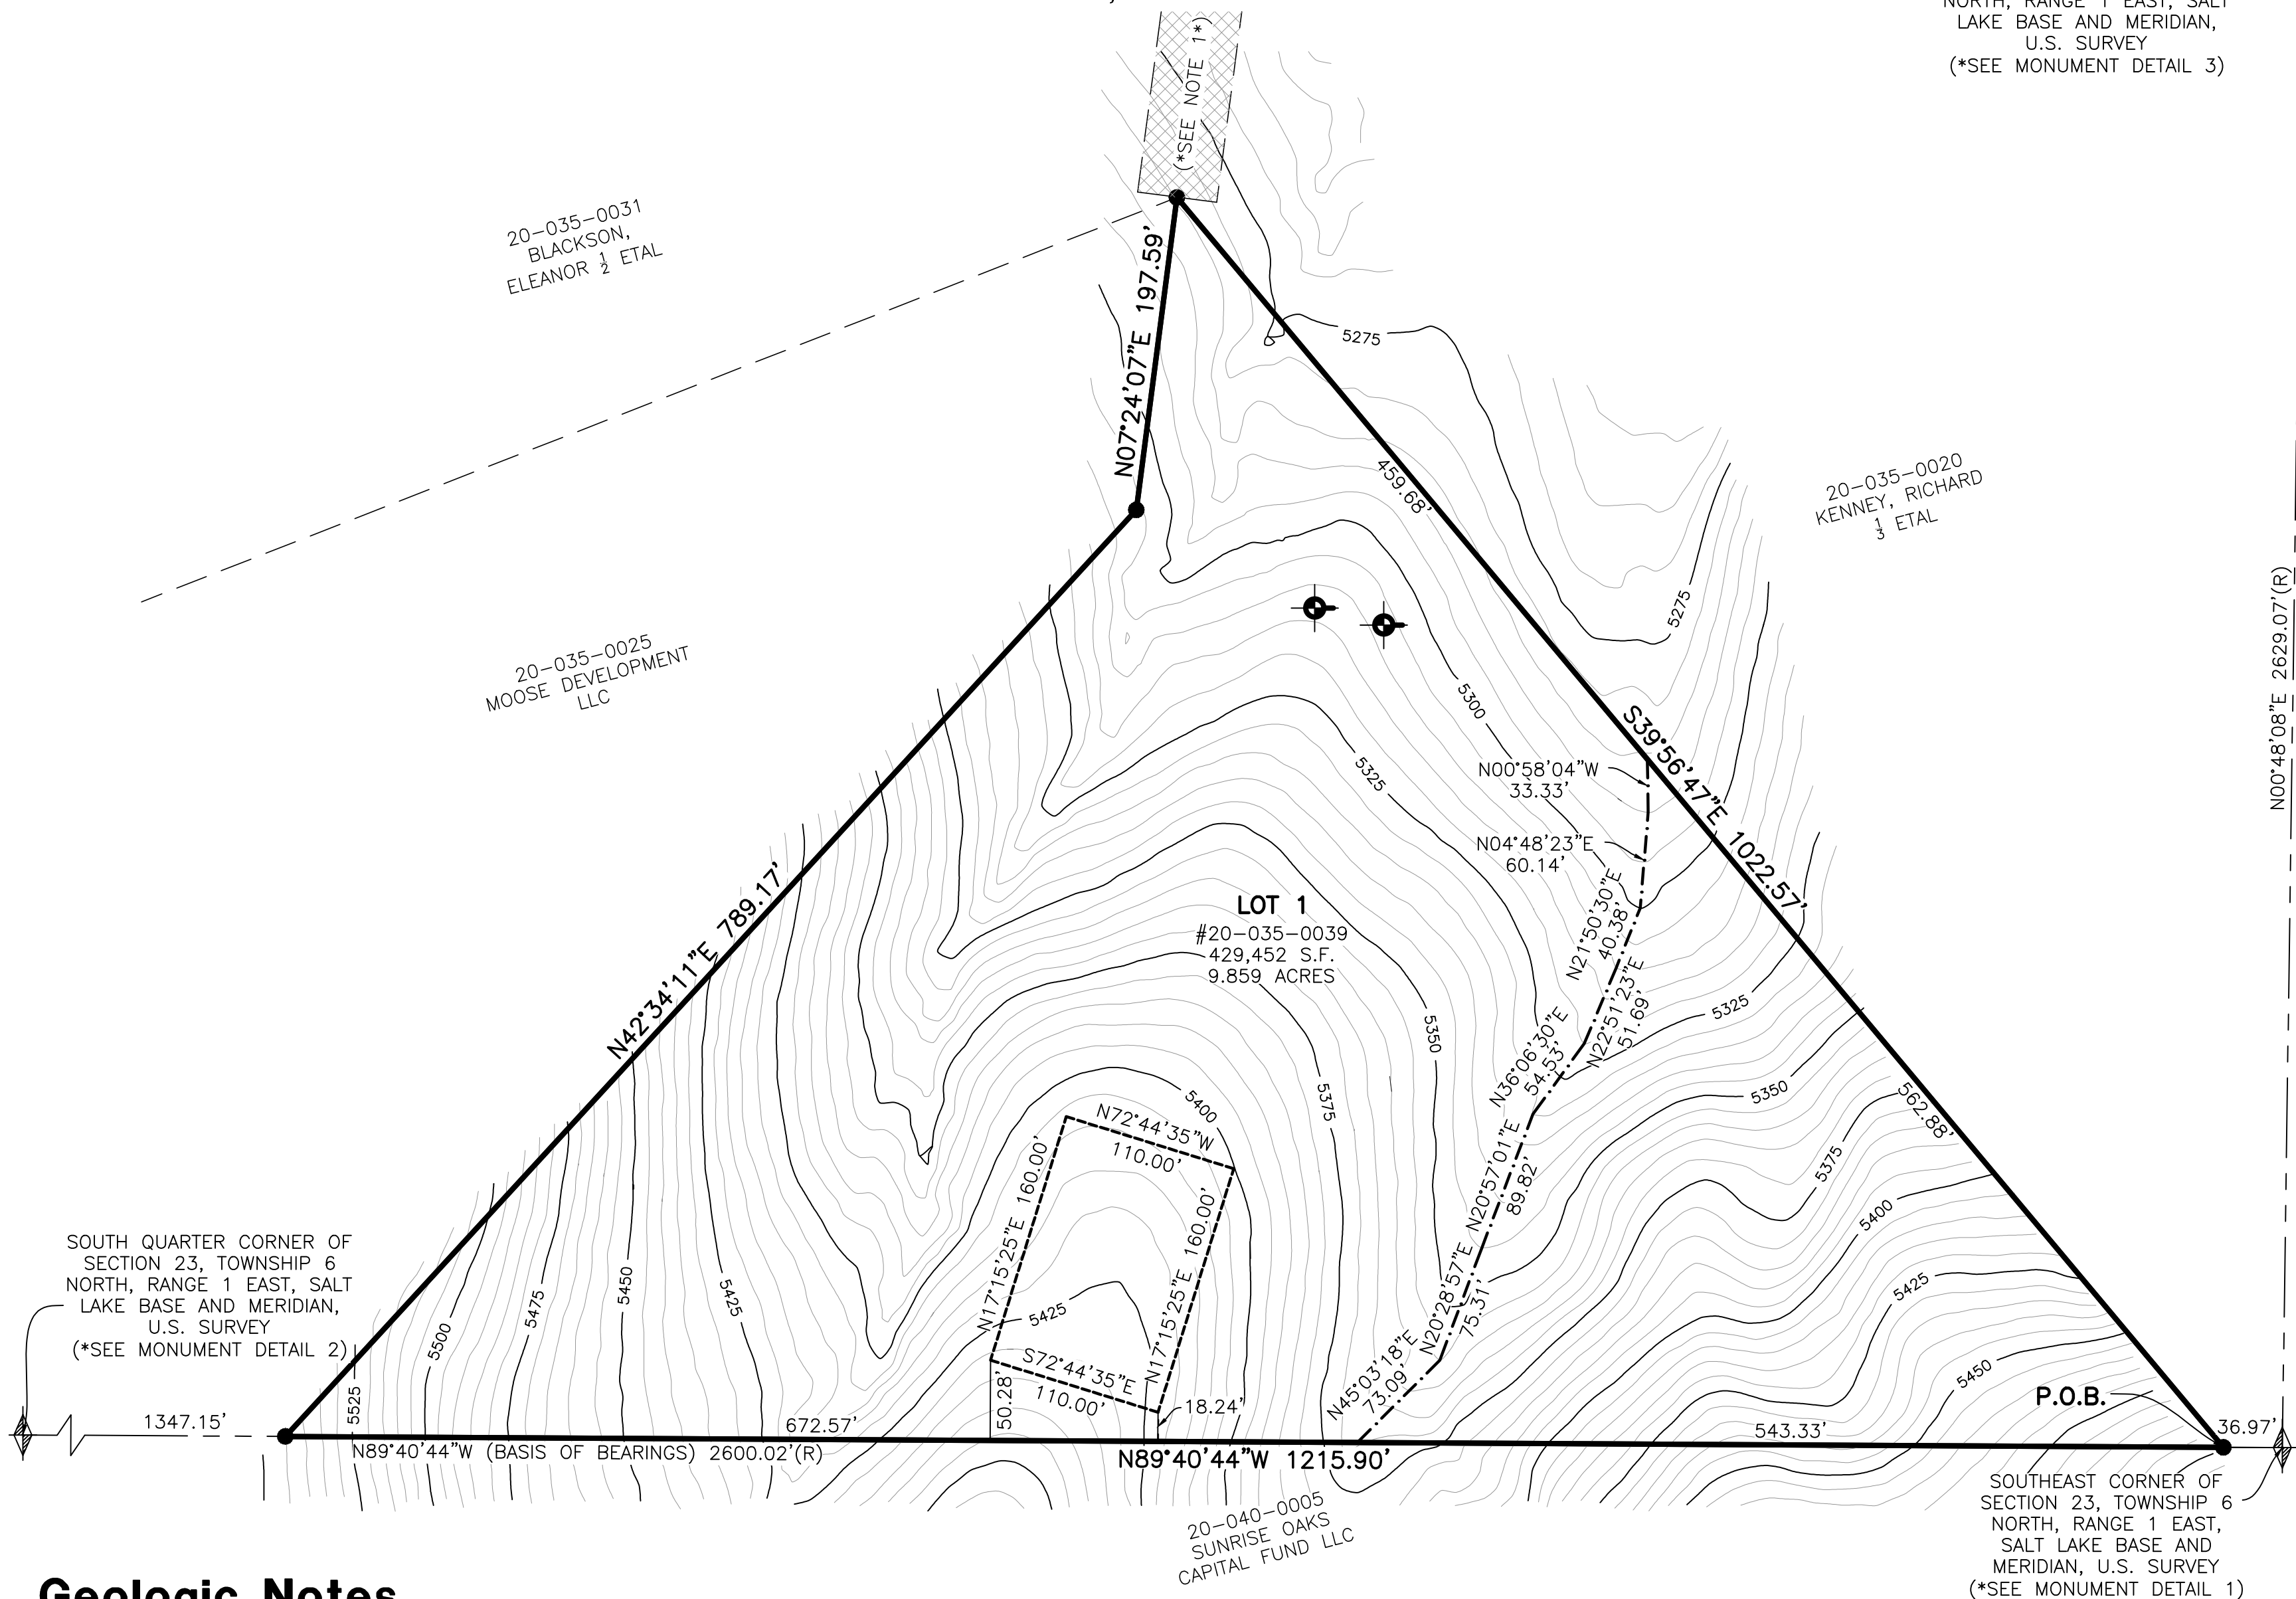 NORTH, RANGE 1 EAST, SALT
LAKE BASE AND MERIDIAN,
U.S. SURVEY
(*SEE MONUMENT DETAIL 3)
(*SEE NOTE 1*)
20-035-0031
BLACKSON,
ELEANOR 1/2 ETAL
N07°24'07"E 197.59'
5275
459.68'
20-035-0020
KENNEY, RICHARD
1/3 ETAL
N00°48'08"E 2629.07'(R)
5275
20-035-0025
MOOSE DEVELOPMENT
LLC
5300
5325
S39°56'47"E 1022.57'
N00°58'04"W
33.33'
N04°48'23"E
60.14'
N21°50'30"E
40.38'
N42°34'11"E 789.17'
LOT 1
#20-035-0039
429,452 S.F.
9.859 ACRES
N22°51'23"E
51.69'
5325
5350
N36°06'30"E
54.53'
5350
5375
5400
562.88'
N72°44'35"W
110.00'
N20°57'01"E
89.82'
5375
5400
N17°15'25"E 160.00'
N17°15'25"E 160.00'
SOUTH QUARTER CORNER OF
SECTION 23, TOWNSHIP 6
NORTH, RANGE 1 EAST, SALT
LAKE BASE AND MERIDIAN,
U.S. SURVEY
(*SEE MONUMENT DETAIL 2)
5525
5500
5475
5450
5425
5425
N20°28'57"E
75.31'
5425
S72°44'35"E
110.00'
50.28'
18.24'
N45°03'18"E
73.09'
5450
P.O.B.
1347.15'
672.57'
543.33'
36.97'
N89°40'44"W (BASIS OF BEARINGS) 2600.02'(R)
N89°40'44"W 1215.90'
20-040-0005
SUNRISE OAKS
CAPITAL FUND LLC
SOUTHEAST CORNER OF
SECTION 23, TOWNSHIP 6
NORTH, RANGE 1 EAST,
SALT LAKE BASE AND
MERIDIAN, U.S. SURVEY
(*SEE MONUMENT DETAIL 1)
Geologic Notes